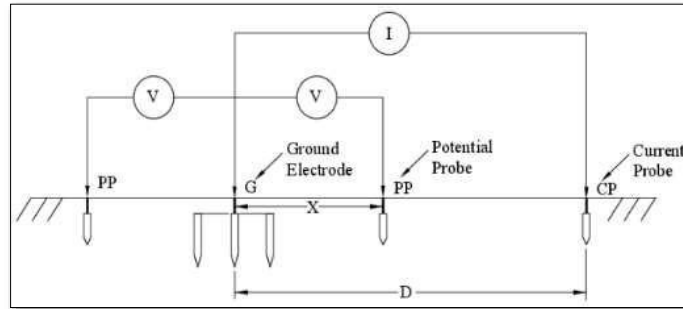 I
V
V
Ground
Electrode
Potential
Probe
Current
Probe
PP
G
PP
CP
X
D